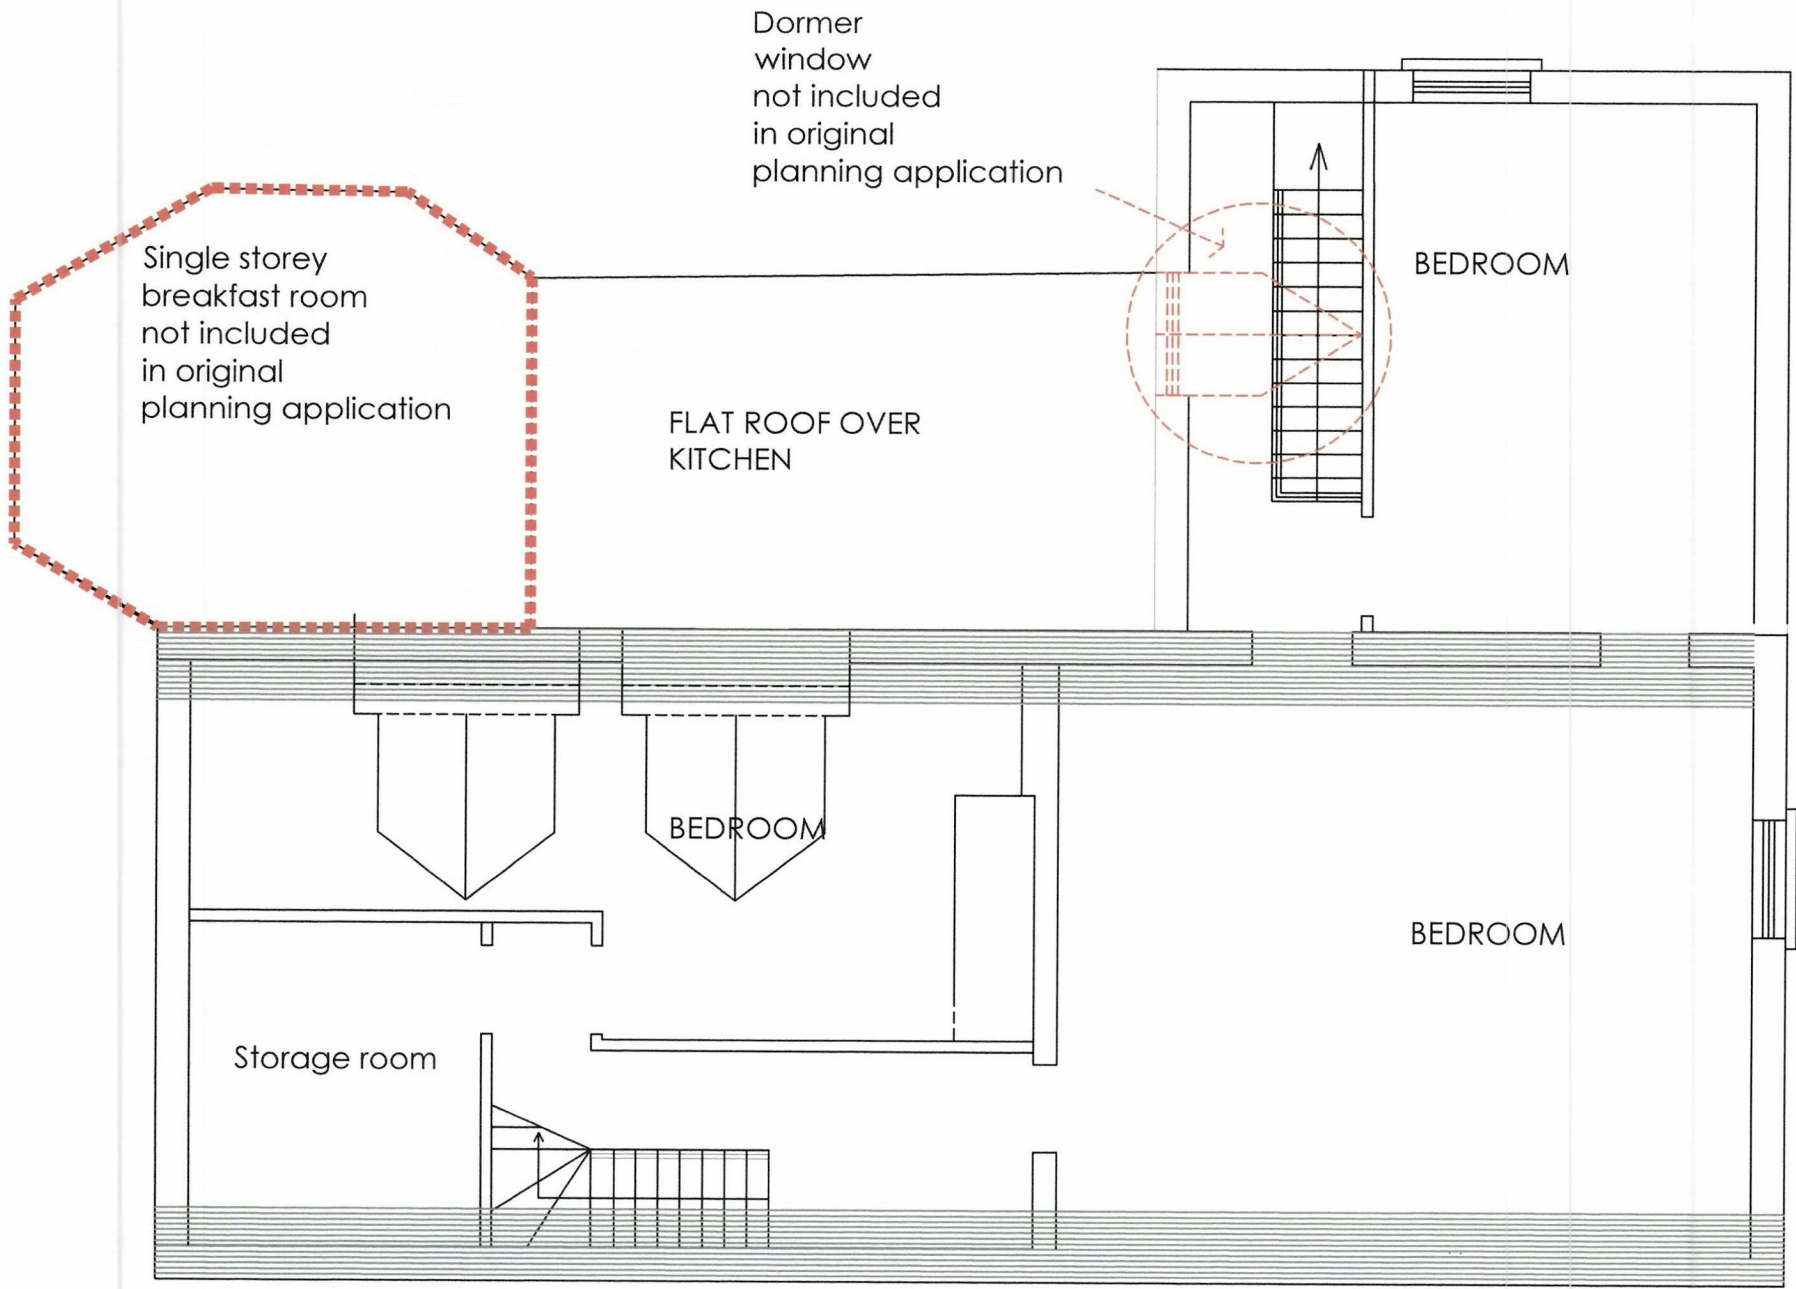 Dormer
window
not included
in original
planning application
Single storey
breakfast room
not included
in original
planning application
BEDROOM
FLAT ROOF OVER
KITCHEN
BEDROOM
BEDROOM
Storage room